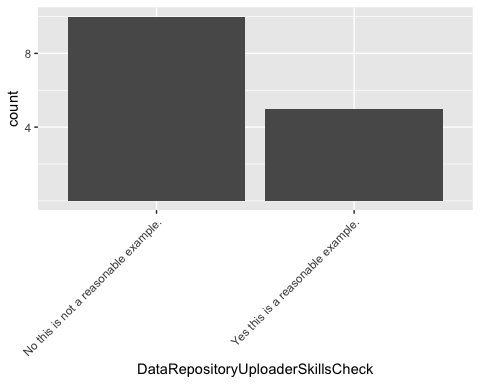 count
8
4
No this is not a reasonable example.
Yes this is a reasonable example.
DataRepositoryUploaderSkillsCheck